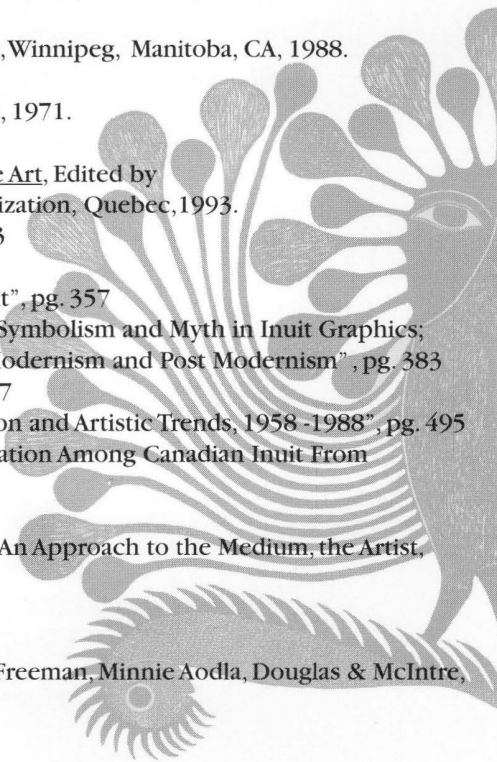 , Winnipeg, Manitoba, CA, 1988.
, 1971.
e Art, Edited by
ization, Quebec, 1993.
3
t”, pg. 357
Symbolism and Myth in Inuit Graphics;
odernism and Post Modernism” , pg. 383
7
on and Artistic Trends, 1958 -1988”, pg. 495
ation Among Canadian Inuit From
An Approach to the Medium, the Artist,
Freeman, Minnie Aodla, Douglas & McIntre,